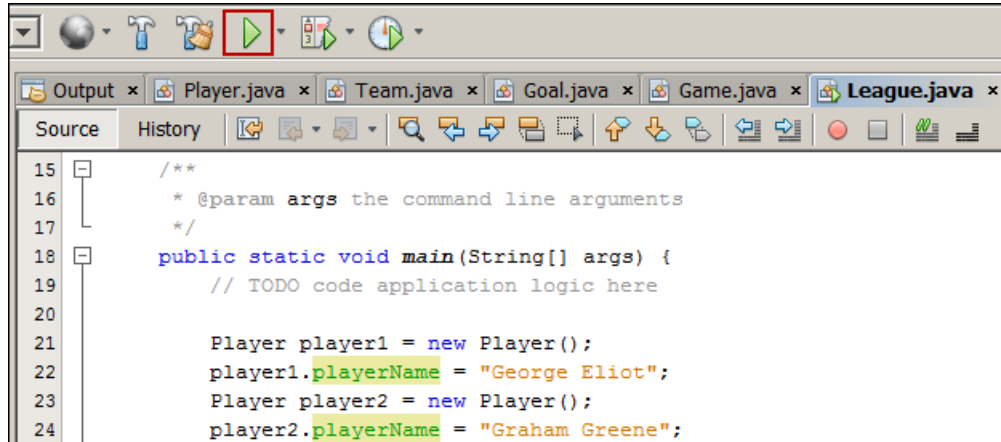 Output × Player.java × Team.java × Goal.java × Game.java × League.java ×
Source History
15 /**
16 * @param args the command line arguments
17 */
18 public static void main(String[] args) {
19 // TODO code application logic here
20
21 Player player1 = new Player();
22 player1.playerName = "George Eliot";
23 Player player2 = new Player();
24 player2.playerName = "Graham Greene";